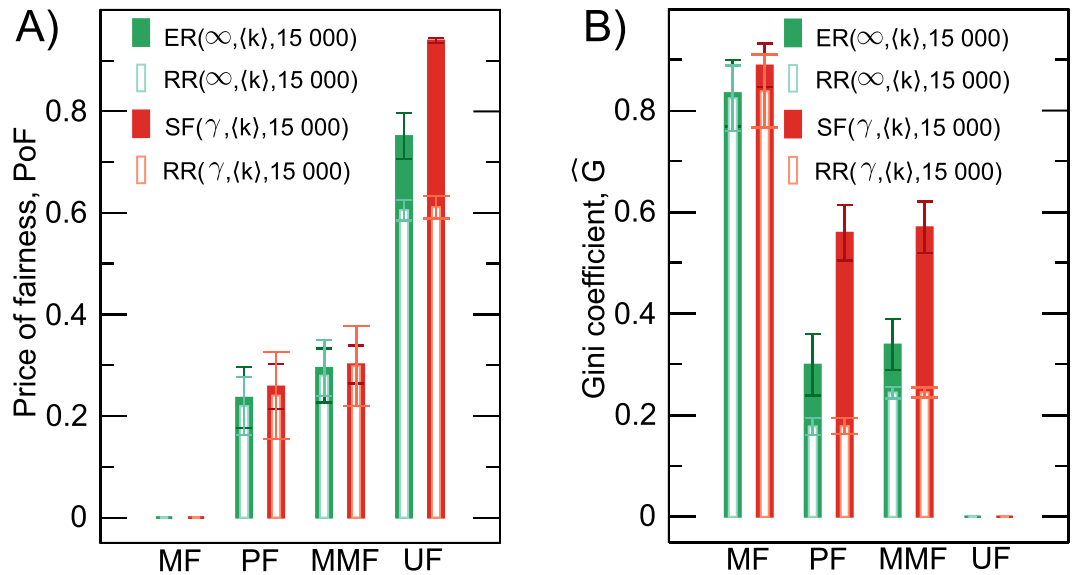 A)
ER(∞,⟨k⟩,15 000)
RR(∞,⟨k⟩,15 000)
SF(γ,⟨k⟩,15 000)
RR(γ,⟨k⟩,15 000)
Price of fairness, PoF
0.8
0.6
0.4
0.2
0
MF PF MMF UF
B)
ER(∞,⟨k⟩,15 000)
RR(∞,⟨k⟩,15 000)
SF(γ,⟨k⟩,15 000)
RR(γ,⟨k⟩,15 000)
Gini coefficient, Ĝ
0.8
0.6
0.4
0.2
0
MF PF MMF UF